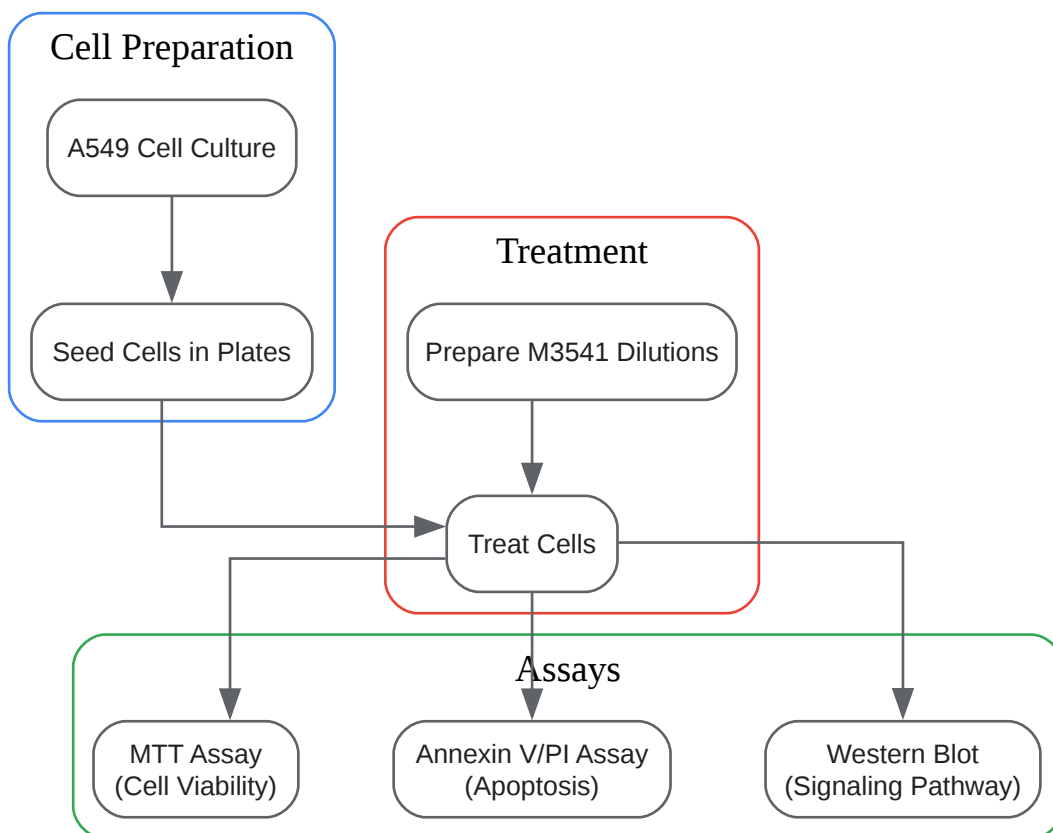 Cell Preparation
A549 Cell Culture
Seed Cells in Plates
Treatment
Prepare M3541 Dilutions
Treat Cells
Assays
MTT Assay
(Cell Viability)
Annexin V/PI Assay
(Apoptosis)
Western Blot
(Signaling Pathway)